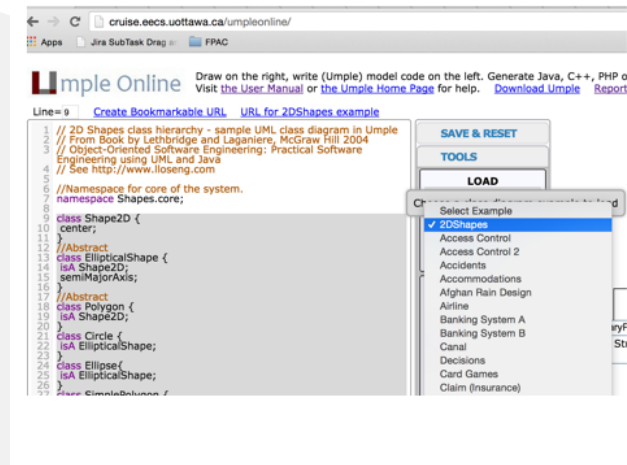 cruise.eecs.uottawa.ca/umpleonline/
Apps Jira SubTask Drag an FPAC
Umple Online
Draw on the right, write (Umple) model code on the left. Generate Java, C++, PHP o
Visit the User Manual or the Umple Home Page for help. Download Umple Report
Line= 9 Create Bookmarkable URL URL for 2DShapes example
1 // 2D Shapes class hierarchy - sample UML class diagram in Umple
2 // From Book by Lethbridge and Laganiere, McGraw Hill 2004
3 // Object-Oriented Software Engineering: Practical Software
Engineering using UML and Java
4 // See http://www.lloseng.com
5
6 //Namespace for core of the system.
7 namespace Shapes.core;
8
9 class Shape2D {
10 center;
11 }
12 //Abstract
13 class EllipticalShape {
14 isA Shape2D;
15 semiMajorAxis;
16 }
17 //Abstract
18 class Polygon {
19 isA Shape2D;
20 }
21 class Circle {
22 isA EllipticalShape;
23 }
24 class Ellipse{
25 isA EllipticalShape;
26 }
27 class SimplePolygon {
SAVE & RESET
TOOLS
LOAD
Select Example
✓ 2DShapes
Access Control
Access Control 2
Accidents
Accommodations
Afghan Rain Design
Airline
Banking System A
Banking System B
Canal
Decisions
Card Games
Claim (Insurance)